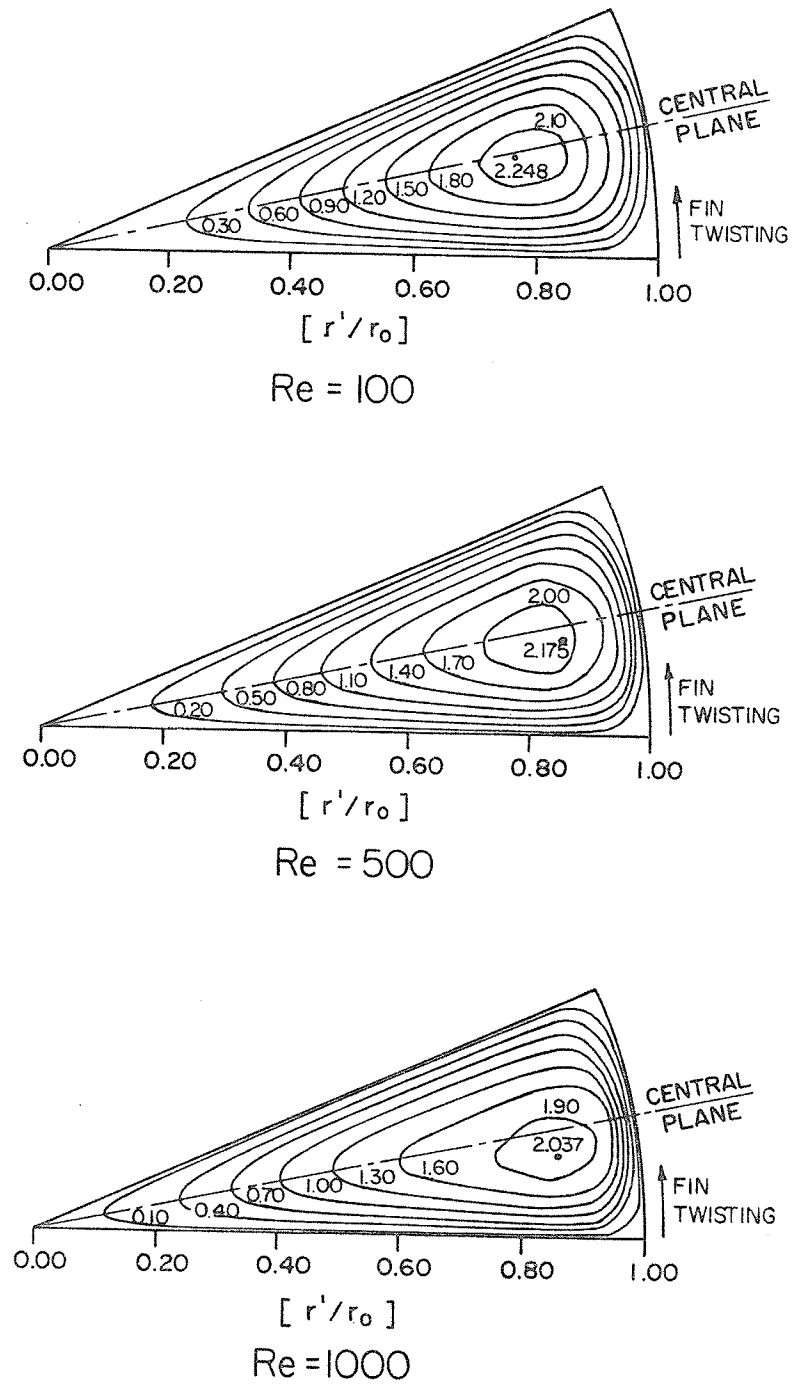 CENTRAL
PLANE
2.10
2.248
1.80
1.50
1.20
0.90
0.60
0.30
FIN
TWISTING
0.00 0.20 0.40 0.60 0.80 1.00
[ r'/r₀ ]
Re = 100
CENTRAL
PLANE
2.00
2.175
1.70
1.40
1.10
0.80
0.50
0.20
FIN
TWISTING
0.00 0.20 0.40 0.60 0.80 1.00
[ r'/r₀ ]
Re = 500
CENTRAL
PLANE
1.90
2.037
1.60
1.30
1.00
0.70
0.40
0.10
FIN
TWISTING
0.00 0.20 0.40 0.60 0.80 1.00
[ r'/r₀ ]
Re = 1000